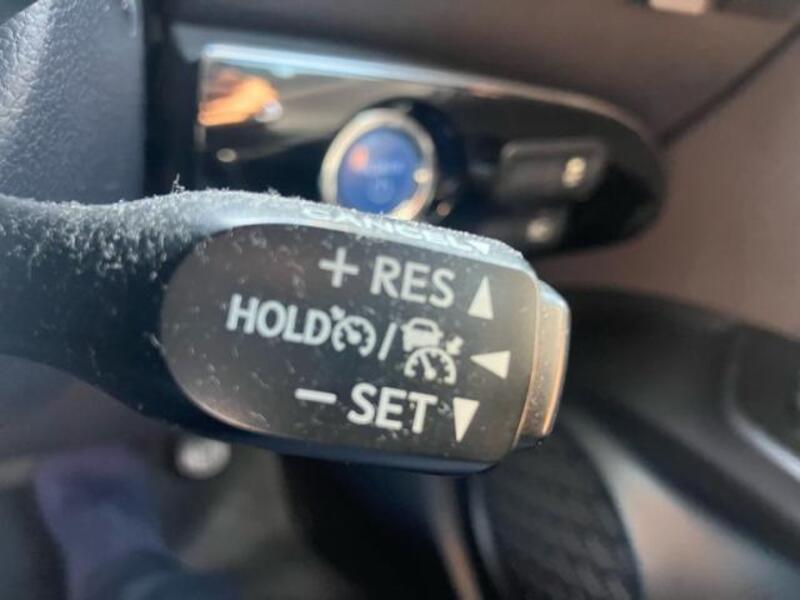 CANCEL
+ RES
HOLD /
- SET